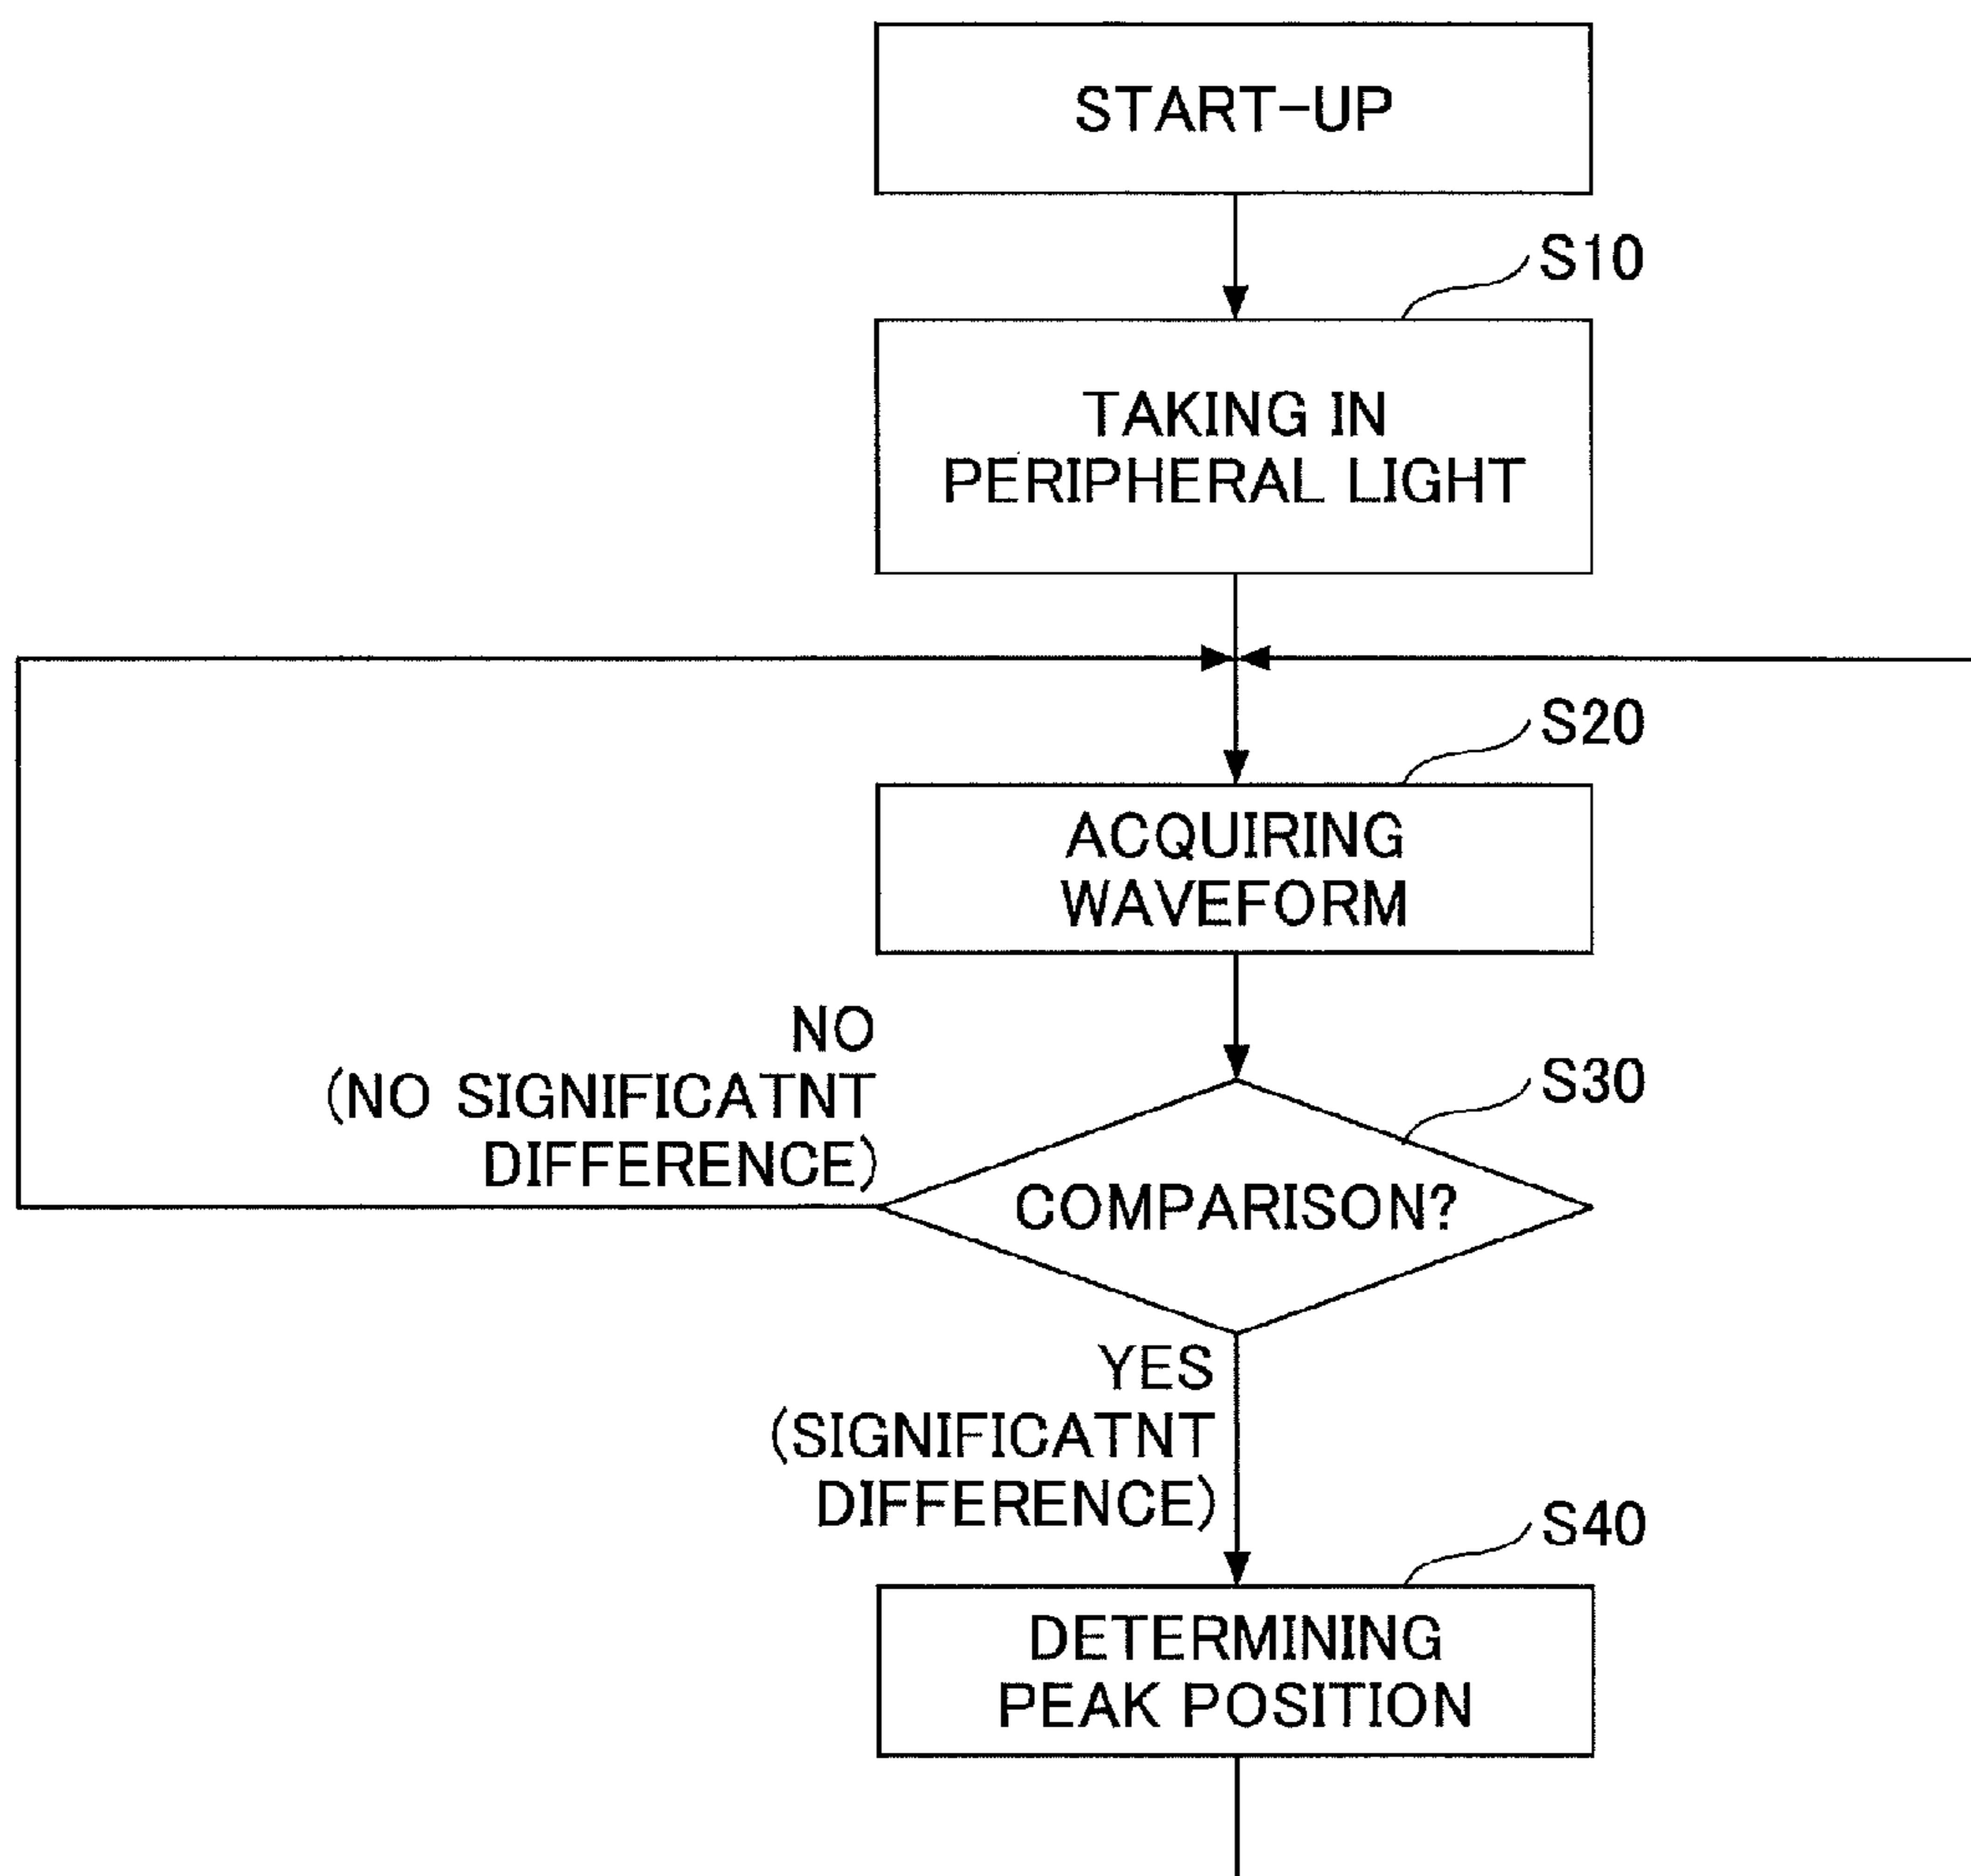 START-UP
S10
TAKING IN
PERIPHERAL LIGHT
S20
ACQUIRING
WAVEFORM
NO
(NO SIGNIFICATNT
DIFFERENCE)
S30
COMPARISON?
YES
(SIGNIFICATNT
DIFFERENCE)
S40
DETERMINING
PEAK POSITION